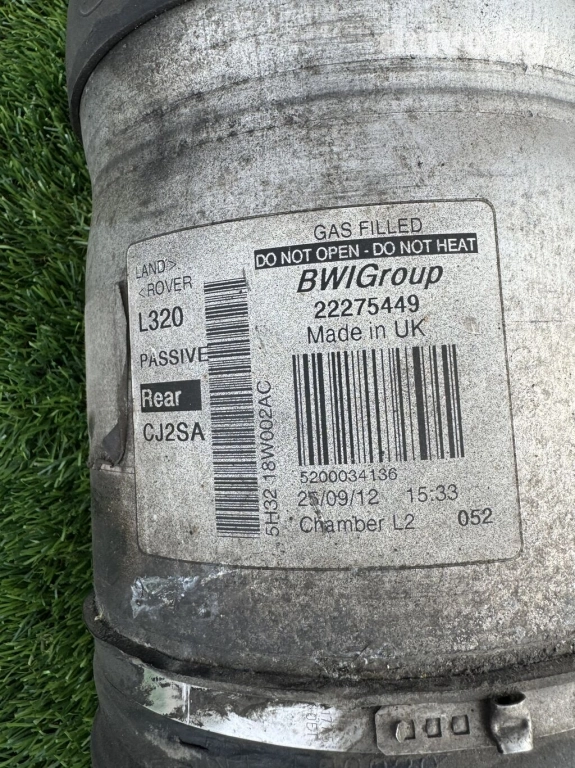 GAS FILLED
DO NOT OPEN - DO NOT HEAT
BWIGroup
22275449
Made in UK
LAND>
<ROVER
L320
PASSIVE
Rear
CJ2SA
5H32 18W002AC
5200034136
25/09/12 15:33
Chamber L2 052